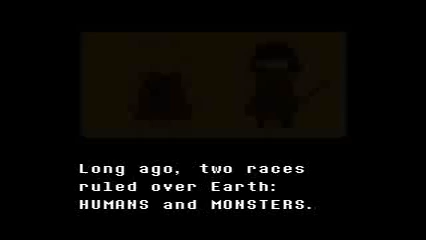 Long ago, two races
ruled over Earth:
HUMANS and MONSTERS.